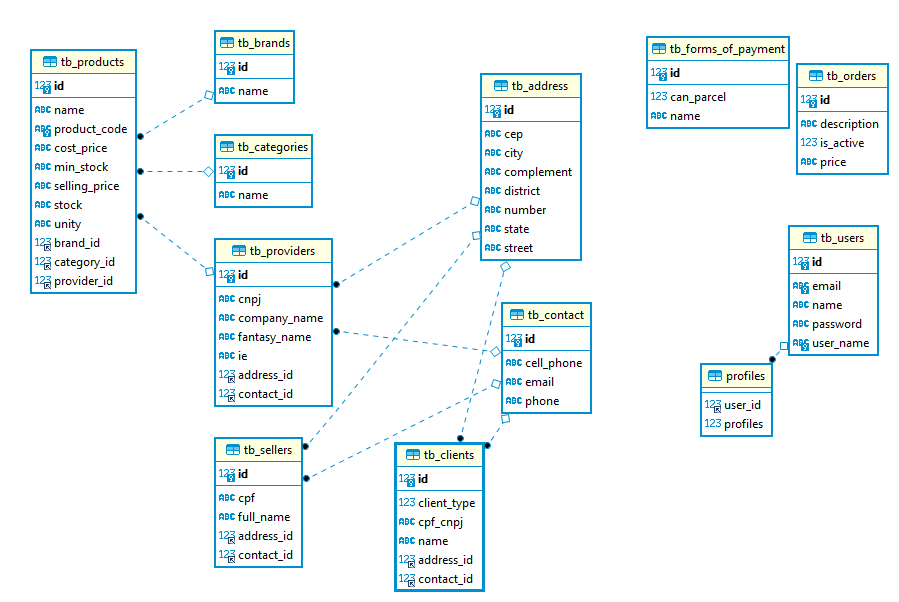 tb_products
123 id
ABC name
ABC product_code
ABC cost_price
ABC min_stock
ABC selling_price
ABC stock
ABC unity
123 brand_id
123 category_id
123 provider_id
tb_brands
123 id
ABC name
tb_categories
123 id
ABC name
tb_providers
123 id
ABC cnpj
ABC company_name
ABC fantasy_name
ABC ie
123 address_id
123 contact_id
tb_sellers
123 id
ABC cpf
ABC full_name
123 address_id
123 contact_id
tb_address
123 id
ABC cep
ABC city
ABC complement
ABC district
ABC number
ABC state
ABC street
tb_contact
123 id
ABC cell_phone
ABC email
ABC phone
tb_clients
123 id
123 client_type
ABC cpf_cnpj
ABC name
123 address_id
123 contact_id
tb_forms_of_payment
123 id
123 can_parcel
ABC name
tb_orders
123 id
ABC description
123 is_active
ABC price
tb_users
123 id
ABC email
ABC name
ABC password
ABC user_name
profiles
123 user_id
123 profiles